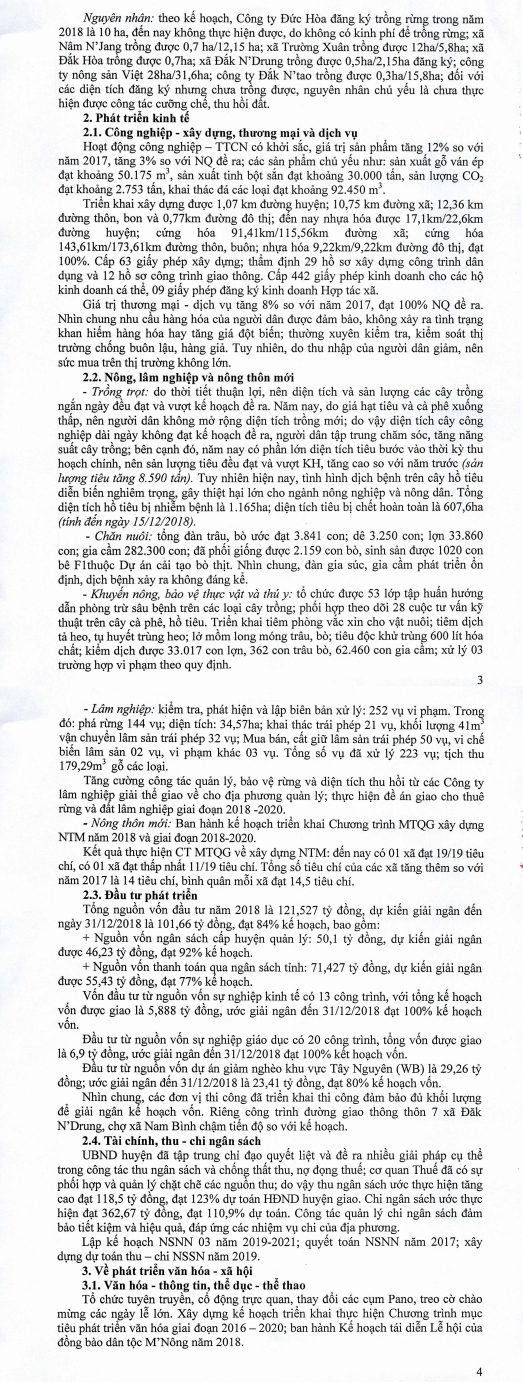 Nguyên nhân: theo kế hoạch, Công ty Đức Hòa đăng ký trồng rừng trong năm
2018 là 10 ha, đến nay không thực hiện được, do không có kinh phí để trồng rừng; xã
Nâm N'Jang trồng được 0,7 ha/12,15 ha; xã Trường Xuân trồng được 12ha/5,8ha; xã
Đắk Hòa trồng được 0,7ha; xã Đắk N'Drung trồng được 0,5ha/2,15ha đăng ký; công
ty nông sản Việt 28ha/31,6ha; công ty Đắk N'tao trồng được 0,3ha/15,8ha; đối với
các diện tích đăng ký nhưng chưa trồng được, nguyên nhân chủ yếu là chưa thực
hiện được công tác cưỡng chế, thu hồi đất.
2. Phát triển kinh tế
2.1. Công nghiệp - xây dựng, thương mại và dịch vụ
Hoạt động công nghiệp – TTCN có khởi sắc, giá trị sản phẩm tăng 12% so với
năm 2017, tăng 3% so với NQ đề ra; các sản phẩm chủ yếu như: sản xuất gỗ ván ép
đạt khoảng 50.175 m³, sản xuất tinh bột sắn đạt khoảng 30.000 tấn, sản lượng CO₂
đạt khoảng 2.753 tấn, khai thác đá các loại đạt khoảng 92.450 m³.
Triển khai xây dựng được 1,07 km đường huyện; 10,75 km đường xã; 12,36 km
đường thôn, bon và 0,77km đường đô thị; đến nay nhựa hóa được 17,1km/22,6km
đường huyện; cứng hóa 91,41km/115,56km đường xã; cứng hóa
143,61km/173,61km đường thôn, buôn; nhựa hóa 9,22km/9,22km đường đô thị, đạt
100%. Cấp 63 giấy phép xây dựng; thẩm định 29 hồ sơ xây dựng công trình dân
dụng và 12 hồ sơ công trình giao thông. Cấp 442 giấy phép kinh doanh cho các hộ
kinh doanh cá thể, 09 giấy phép đăng ký kinh doanh Hợp tác xã.
Giá trị thương mại - dịch vụ tăng 8% so với năm 2017, đạt 100% NQ đề ra.
Nhìn chung nhu cầu hàng hóa của người dân được đảm bảo, không xảy ra tình trạng
khan hiếm hàng hóa hay tăng giá đột biến; thường xuyên kiểm tra, kiểm soát thị
trường chống buôn lậu, hàng giả. Tuy nhiên, do thu nhập của người dân giảm, nên
sức mua trên thị trường không lớn.
2.2. Nông, lâm nghiệp và nông thôn mới
- Trồng trọt: do thời tiết thuận lợi, nên diện tích và sản lượng các cây trồng
ngắn ngày đều đạt và vượt kế hoạch đề ra. Năm nay, do giá hạt tiêu và cà phê xuống
thấp, nên người dân không mở rộng diện tích trồng mới; do vậy diện tích cây công
nghiệp dài ngày không đạt kế hoạch đề ra, người dân tập trung chăm sóc, tăng năng
suất cây trồng; bên cạnh đó, năm nay có phần lớn diện tích tiêu bước vào thời kỳ thu
hoạch chính, nên sản lượng tiêu đều đạt và vượt KH, tăng cao so với năm trước (sản
lượng tiêu tăng 8.590 tấn). Tuy nhiên hiện nay, tình hình dịch bệnh trên cây hồ tiêu
diễn biến nghiêm trọng, gây thiệt hại lớn cho ngành nông nghiệp và nông dân. Tổng
diện tích hồ tiêu bị nhiễm bệnh là 1.165ha; diện tích tiêu bị chết hoàn toàn là 607,6ha
(tính đến ngày 15/12/2018).
- Chăn nuôi: tổng đàn trâu, bò ước đạt 3.841 con; dê 3.250 con; lợn 33.860
con; gia cầm 282.300 con; đã phối giống được 2.159 con bò, sinh sản được 1020 con
bê F1thuộc Dự án cải tạo bò thịt. Nhìn chung, đàn gia súc, gia cầm phát triển ổn
định, dịch bệnh xảy ra không đáng kể.
- Khuyến nông, bảo vệ thực vật và thú y: tổ chức được 53 lớp tập huấn hướng
dẫn phòng trừ sâu bệnh trên các loại cây trồng; phối hợp theo dõi 28 cuộc tư vấn kỹ
thuật trên cây cà phê, hồ tiêu. Triển khai tiêm phòng vắc xin cho vật nuôi; tiêm dịch
tả heo, tụ huyết trùng heo; lở mồm long móng trâu, bò; tiêu độc khử trùng 600 lít hóa
chất; kiểm dịch được 33.017 con lợn, 362 con trâu bò, 62.460 con gia cầm; xử lý 03
trường hợp vi phạm theo quy định.
3
- Lâm nghiệp: kiểm tra, phát hiện và lập biên bản xử lý: 252 vụ vi phạm. Trong
đó: phá rừng 144 vụ; diện tích: 34,57ha; khai thác trái phép 21 vụ, khối lượng 41m³
vận chuyển lâm sản trái phép 32 vụ; Mua bán, cất giữ lâm sản trái phép 50 vụ, vi chế
biến lâm sản 02 vụ, vi phạm khác 03 vụ. Tổng số vụ đã xử lý 223 vụ; tịch thu
179,29m³ gỗ các loại.
Tăng cường công tác quản lý, bảo vệ rừng và diện tích thu hồi từ các Công ty
lâm nghiệp giải thể giao về cho địa phương quản lý; thực hiện đề án giao cho thuê
rừng và đất lâm nghiệp giai đoạn 2018 -2020.
- Nông thôn mới: Ban hành kế hoạch triển khai Chương trình MTQG xây dựng
NTM năm 2018 và giai đoạn 2018-2020.
Kết quả thực hiện CT MTQG về xây dựng NTM: đến nay có 01 xã đạt 19/19 tiêu
chí, có 01 xã đạt thấp nhất 11/19 tiêu chí. Tổng số tiêu chí của các xã tăng thêm so với
năm 2017 là 14 tiêu chí, bình quân mỗi xã đạt 14,5 tiêu chí.
2.3. Đầu tư phát triển
Tổng nguồn vốn đầu tư năm 2018 là 121,527 tỷ đồng, dự kiến giải ngân đến
ngày 31/12/2018 là 101,66 tỷ đồng, đạt 84% kế hoạch, bao gồm:
+ Nguồn vốn ngân sách cấp huyện quản lý: 50,1 tỷ đồng, dự kiến giải ngân
được 46,23 tỷ đồng, đạt 92% kế hoạch.
+ Nguồn vốn thanh toán qua ngân sách tỉnh: 71,427 tỷ đồng, dự kiến giải ngân
được 55,43 tỷ đồng, đạt 77% kế hoạch.
Vốn đầu tư từ nguồn vốn sự nghiệp kinh tế có 13 công trình, với tổng kế hoạch
vốn được giao là 5,888 tỷ đồng, ước giải ngân đến 31/12/2018 đạt 100% kế hoạch
vốn.
Đầu tư từ nguồn vốn sự nghiệp giáo dục có 20 công trình, tổng vốn được giao
là 6,9 tỷ đồng, ước giải ngân đến 31/12/2018 đạt 100% kết hoạch vốn.
Đầu tư từ nguồn vốn dự án giảm nghèo khu vực Tây Nguyên (WB) là 29,26 tỷ
đồng; ước giải ngân đến 31/12/2018 là 23,41 tỷ đồng, đạt 80% kế hoạch vốn.
Nhìn chung, các đơn vị thi công đã triển khai thi công đảm bảo đủ khối lượng
để giải ngân kế hoạch vốn. Riêng công trình đường giao thông thôn 7 xã Đăk
N'Drung, chợ xã Nam Bình chậm tiến độ so với kế hoạch.
2.4. Tài chính, thu - chi ngân sách
UBND huyện đã tập trung chỉ đạo quyết liệt và đề ra nhiều giải pháp cụ thể
trong công tác thu ngân sách và chống thất thu, nợ đọng thuế; cơ quan Thuế đã có sự
phối hợp và quản lý chặt chẽ các nguồn thu; do vậy thu ngân sách ước thực hiện tăng
cao đạt 118,5 tỷ đồng, đạt 123% dự toán HĐND huyện giao. Chi ngân sách ước thực
hiện đạt 362,67 tỷ đồng, đạt 110,9% dự toán. Công tác quản lý chi ngân sách đảm
bảo tiết kiệm và hiệu quả, đáp ứng các nhiệm vụ chi của địa phương.
Lập kế hoạch NSNN 03 năm 2019-2021; quyết toán NSNN năm 2017; xây
dựng dự toán thu – chi NSSN năm 2019.
3. Về phát triển văn hóa - xã hội
3.1. Văn hóa - thông tin, thể dục - thể thao
Tổ chức tuyên truyền, cổ động trực quan, thay đổi các cụm Pano, treo cờ chào
mừng các ngày lễ lớn. Xây dựng kế hoạch triển khai thực hiện Chương trình mục
tiêu phát triển văn hóa giai đoạn 2016 – 2020; ban hành Kế hoạch tái diễn Lễ hội của
đồng bào dân tộc M'Nông năm 2018.
4